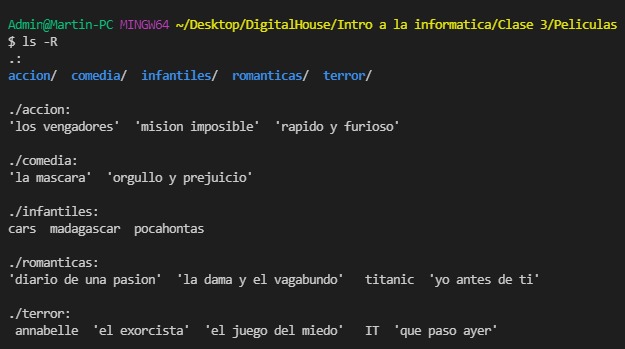 Admin@Martin-PC MINGW64 ~/Desktop/DigitalHouse/Intro a la informatica/Clase 3/Peliculas
$ ls -R
.:
accion/  comedia/  infantiles/  romanticas/  terror/

./accion:
'los vengadores'  'mision imposible'  'rapido y furioso'

./comedia:
'la mascara'  'orgullo y prejuicio'

./infantiles:
cars  madagascar  pocahontas

./romanticas:
'diario de una pasion'  'la dama y el vagabundo'   titanic  'yo antes de ti'

./terror:
 annabelle  'el exorcista'  'el juego del miedo'   IT  'que paso ayer'